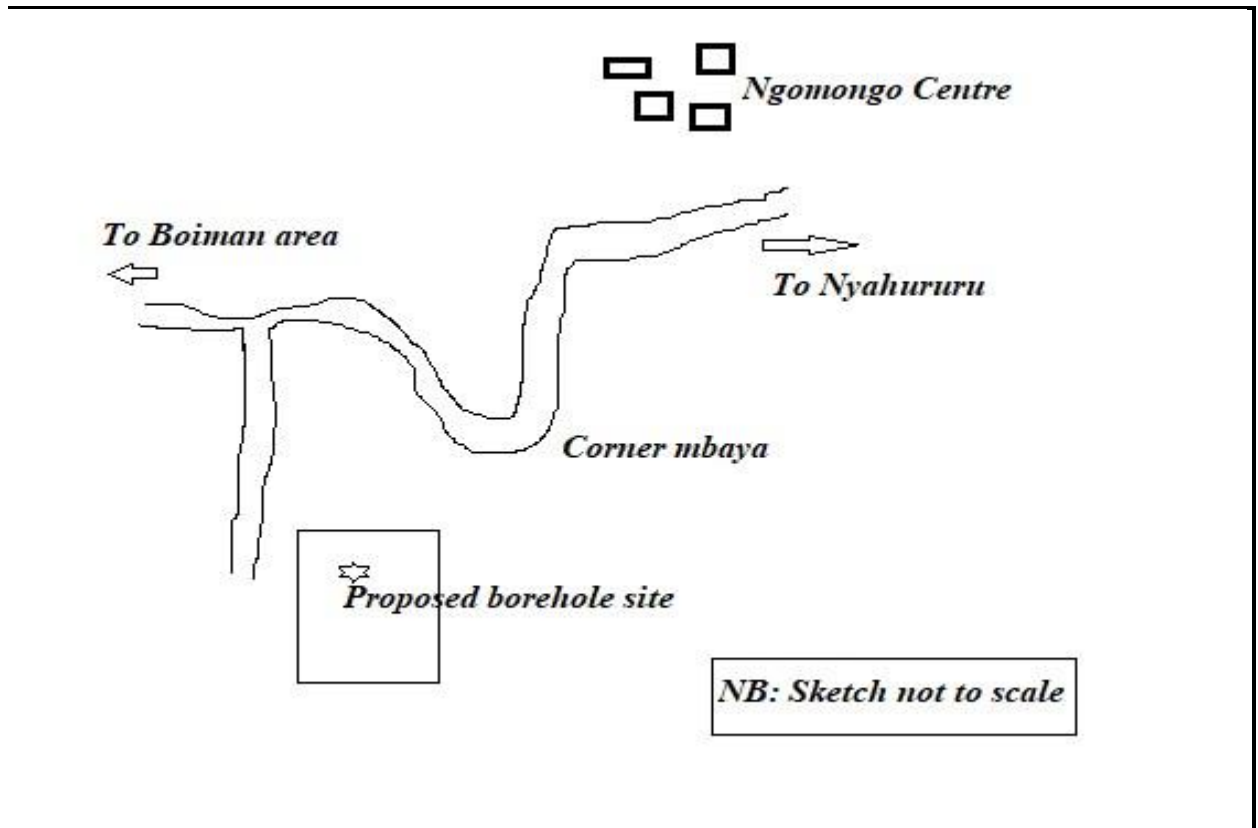 Ngomongo Centre
To Boiman area
To Nyahururu
Corner mbaya
Proposed borehole site
NB: Sketch not to scale